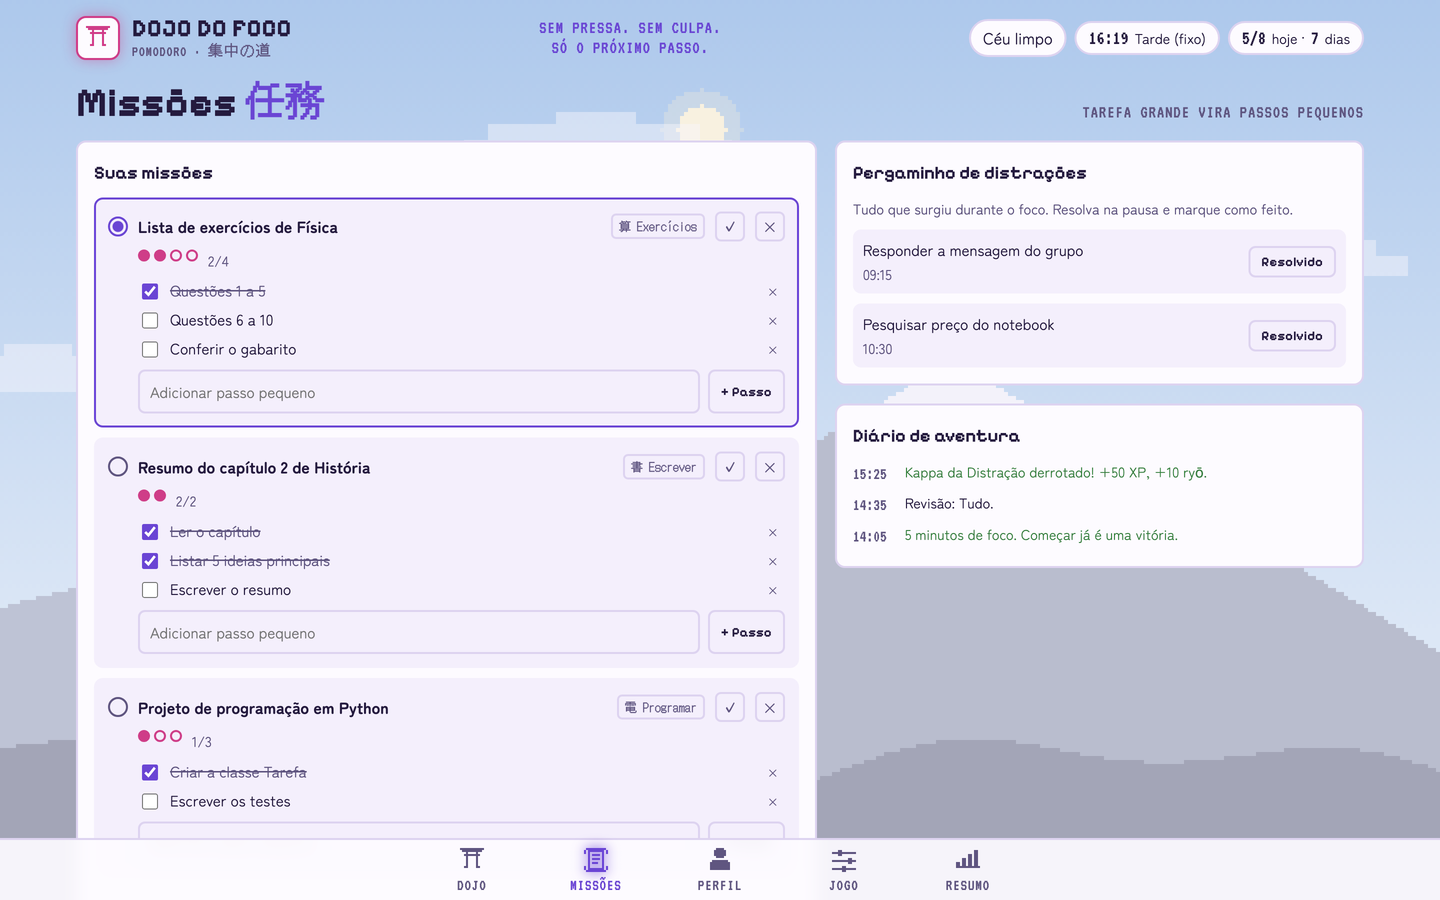 DOJO DO FOCO
POMODORO · 集中の道
SEM PRESSA. SEM CULPA.
SÓ O PRÓXIMO PASSO.
Céu limpo
16:19 Tarde (fixo)
5/8 hoje · 7 dias
Missões 任務
TAREFA GRANDE VIRA PASSOS PEQUENOS
Suas missões
Lista de exercícios de Física
算 Exercícios
2/4
Questões 1 a 5
Questões 6 a 10
Conferir o gabarito
Adicionar passo pequeno
+ Passo
Resumo do capítulo 2 de História
書 Escrever
2/2
Ler o capítulo
Listar 5 ideias principais
Escrever o resumo
Adicionar passo pequeno
+ Passo
Projeto de programação em Python
電 Programar
1/3
Criar a classe Tarefa
Escrever os testes
Pergaminho de distrações
Tudo que surgiu durante o foco. Resolva na pausa e marque como feito.
Responder a mensagem do grupo
09:15
Resolvido
Pesquisar preço do notebook
10:30
Resolvido
Diário de aventura
15:25 Kappa da Distração derrotado! +50 XP, +10 ryō.
14:35 Revisão: Tudo.
14:05 5 minutos de foco. Começar já é uma vitória.
DOJO
MISSÕES
PERFIL
JOGO
RESUMO